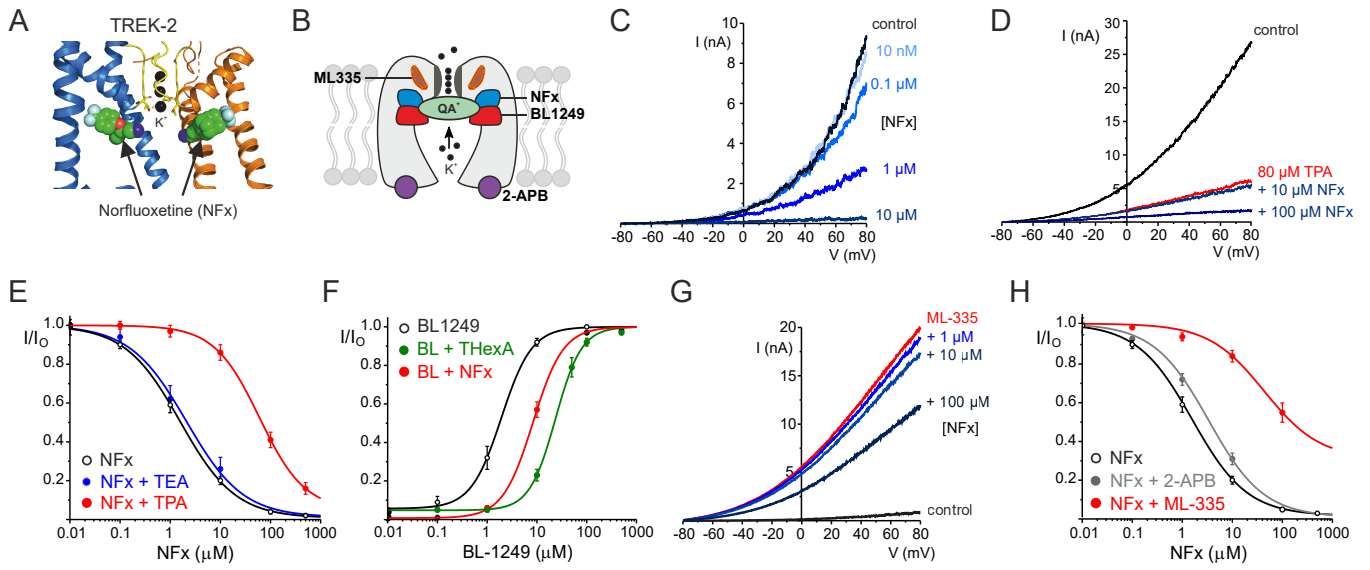 A
TREK-2
K+
Norfluoxetine (NFx)
B
ML335
QA+
NFx
BL1249
K+
2-APB
C
I (nA)
10
8
6
4
2
control
10 nM
0.1 µM
[NFx]
1 µM
10 µM
-80 -60 -40 -20 0 20 40 60 80
V (mV)
D
I (nA)
30
25
20
15
10
5
control
80 µM TPA
+ 10 µM NFx
+ 100 µM NFx
-80 -60 -40 -20 0 20 40 60 80
V (mV)
E
I/IO
1.0
0.8
0.6
0.4
0.2
NFx
NFx + TEA
NFx + TPA
0.01 0.1 1 10 100 1000
NFx (µM)
F
I/IO
1.0
0.8
0.6
0.4
0.2
BL1249
BL + THexA
BL + NFx
0.01 0.1 1 10 100 1000
BL-1249 (µM)
G
I (nA)
20
15
10
5
ML-335
+ 1 µM
+ 10 µM
+ 100 µM
[NFx]
control
-80 -60 -40 -20 0 20 40 60 80
V (mV)
H
I/IO
1.0
0.8
0.6
0.4
0.2
NFx
NFx + 2-APB
NFx + ML-335
0.01 0.1 1 10 100 1000
NFx (µM)